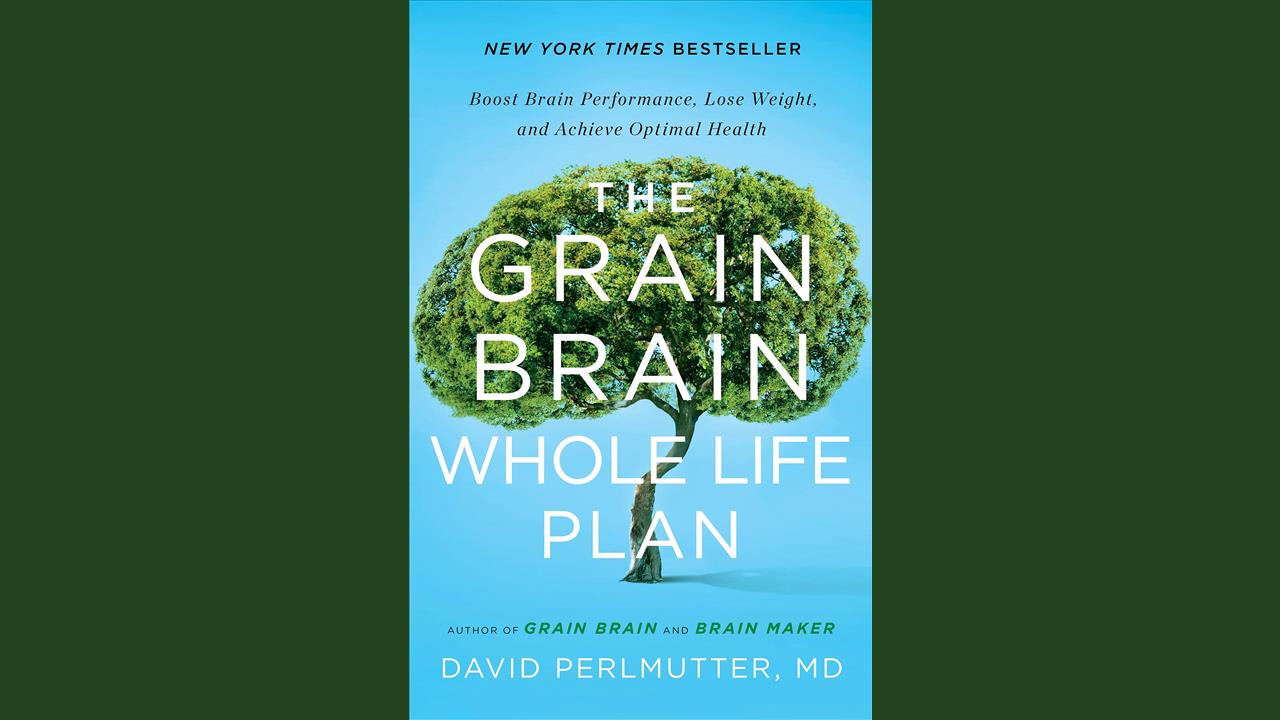 NEW YORK TIMES BESTSELLER
Boost Brain Performance, Lose Weight,
and Achieve Optimal Health
THE
GRAIN
BRAIN
WHOLE LIFE
PLAN
AUTHOR OF GRAIN BRAIN AND BRAIN MAKER
DAVID PERLMUTTER, MD